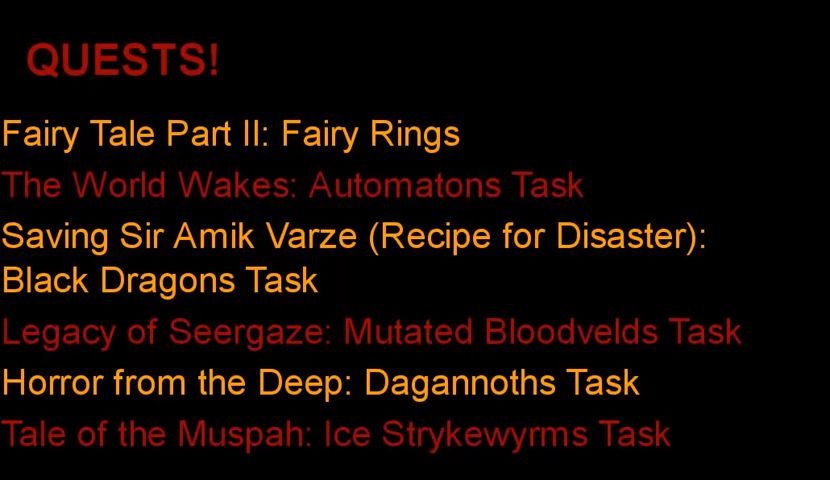 QUESTS!
Fairy Tale Part II: Fairy Rings
The World Wakes: Automatons Task
Saving Sir Amik Varze (Recipe for Disaster):
Black Dragons Task
Legacy of Seergaze: Mutated Bloodvelds Task
Horror from the Deep: Dagannoths Task
Tale of the Muspah: Ice Strykewyrms Task